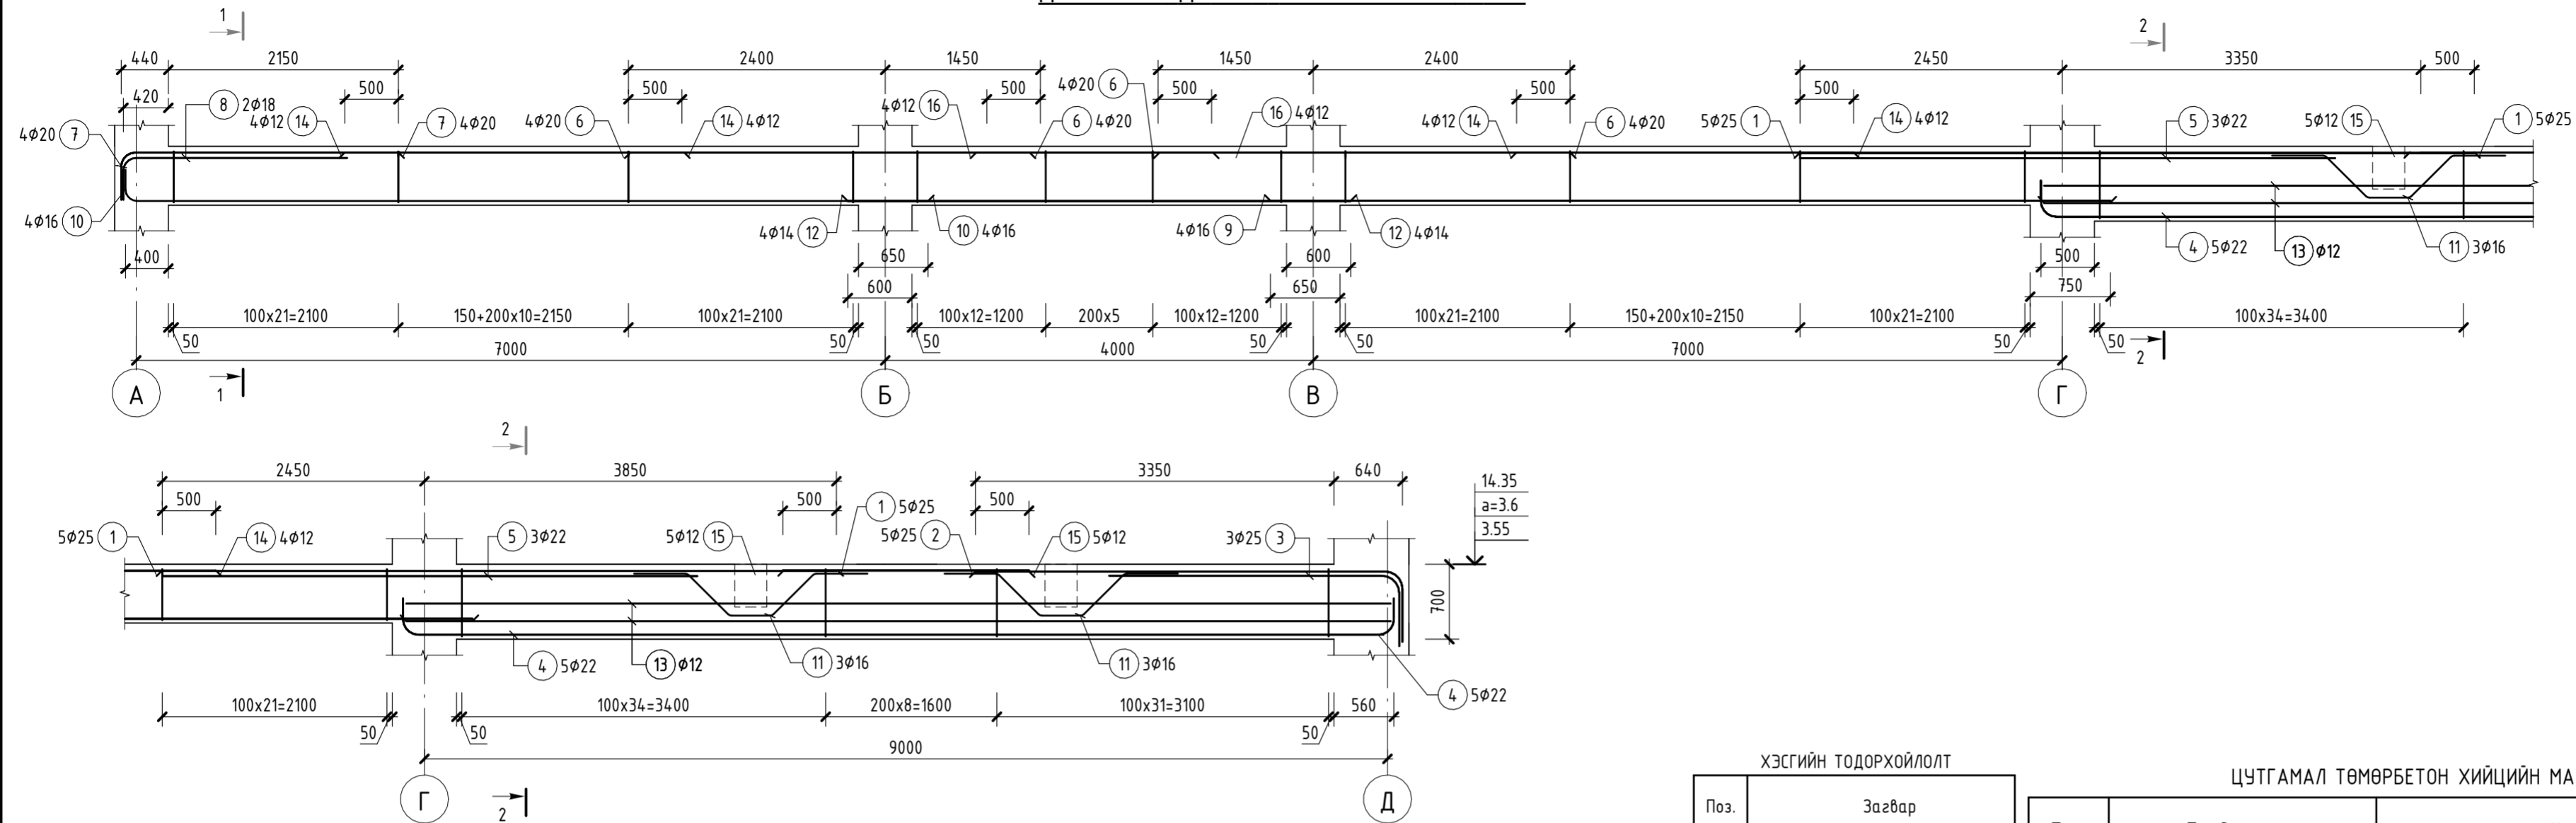 1
2
440 2150 2400 1450 1450 2400 2450 3350 500
420 500 500 500 500 500 500
8 2ø18 4ø12 16 4ø20 6 16 4ø12
4ø20 7 4ø12 14 7 4ø20 4ø20 6 14 4ø12 6 4ø20 4ø12 14 6 4ø20 5ø25 1 14 4ø12 5 3ø22 5ø12 15 1 5ø25
4ø16 10 4ø14 12 10 4ø16 4ø16 9 12 4ø14 4 5ø22 13 ø12 11 3ø16
400 650 600 500
600 650 750
100x21=2100 150+200x10=2150 100x21=2100 100x12=1200 200x5 100x12=1200 100x21=2100 150+200x10=2150 100x21=2100 100x34=3400
50 50 50 50 50 50 50
7000 4000 7000
1 2
А Б В Г
2
2450 3850 3350 640
500 500 500
14.35
а=3.6
3.55
5ø25 1 14 4ø12 5 3ø22 5ø12 15 1 5ø25 5ø25 2 15 5ø12 3ø25 3
700
4 5ø22 13 ø12 11 3ø16 11 3ø16 4 5ø22
100x21=2100 100x34=3400 200x8=1600 100x31=3100 560
50 50 50
9000
Г Д
2
ХЭСГИЙН ТОДОРХОЙЛОЛТ
Поз. Загвар
ЦУТГАМАЛ ТӨМӨРБЕТОН ХИЙЦИЙН МА